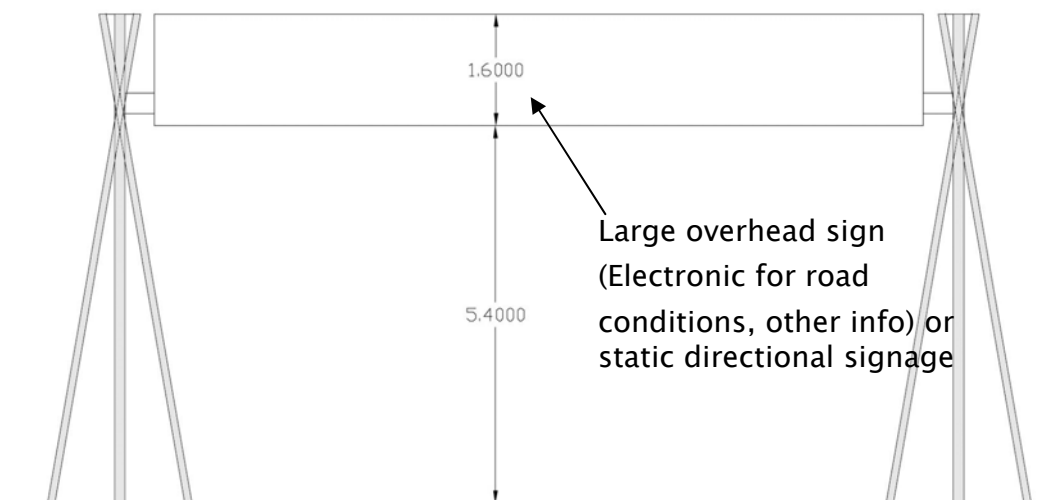 1.6000
Large overhead sign
(Electronic for road
5.4000
conditions, other info) or
static directional signage